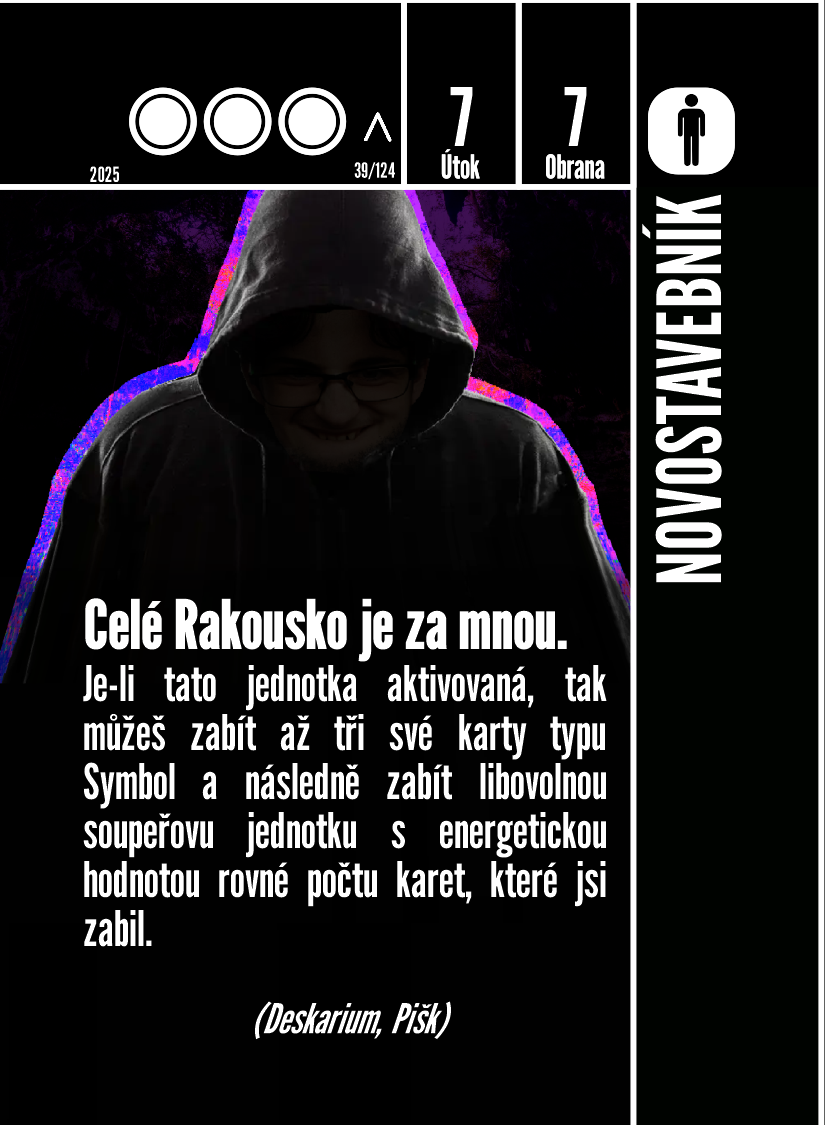 7
7
2025
39/124
Útok
Obrana
NOVOSTAVEBNÍK
Celé Rakousko je za mnou.
Je-li tato jednotka aktivovaná, tak
můžeš zabít až tři své karty typu
Symbol a následně zabít libovolnou
soupeřovu jednotku s energetickou
hodnotou rovné počtu karet, které jsi
zabil.
(Deskarium, Pišk)